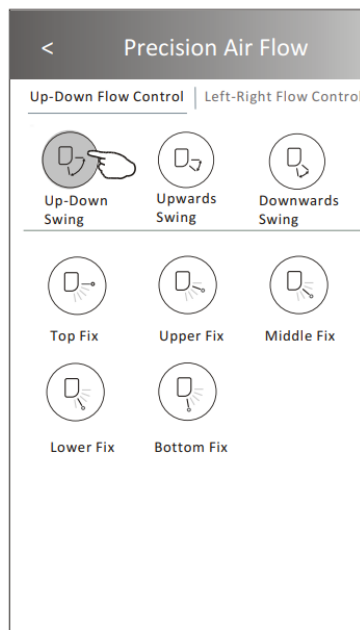 < Precision Air Flow
Up-Down Flow Control | Left-Right Flow Control
Up-Down Upwards Downwards
Swing Swing Swing
Top Fix Upper Fix Middle Fix
Lower Fix Bottom Fix